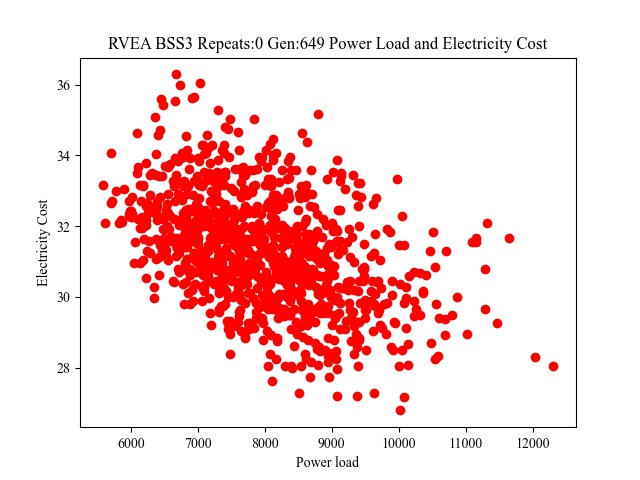 RVEA BSS3 Repeats:0 Gen:649 Power Load and Electricity Cost
36
34
32
30
28
Electricity Cost
6000 7000 8000 9000 10000 11000 12000
Power load